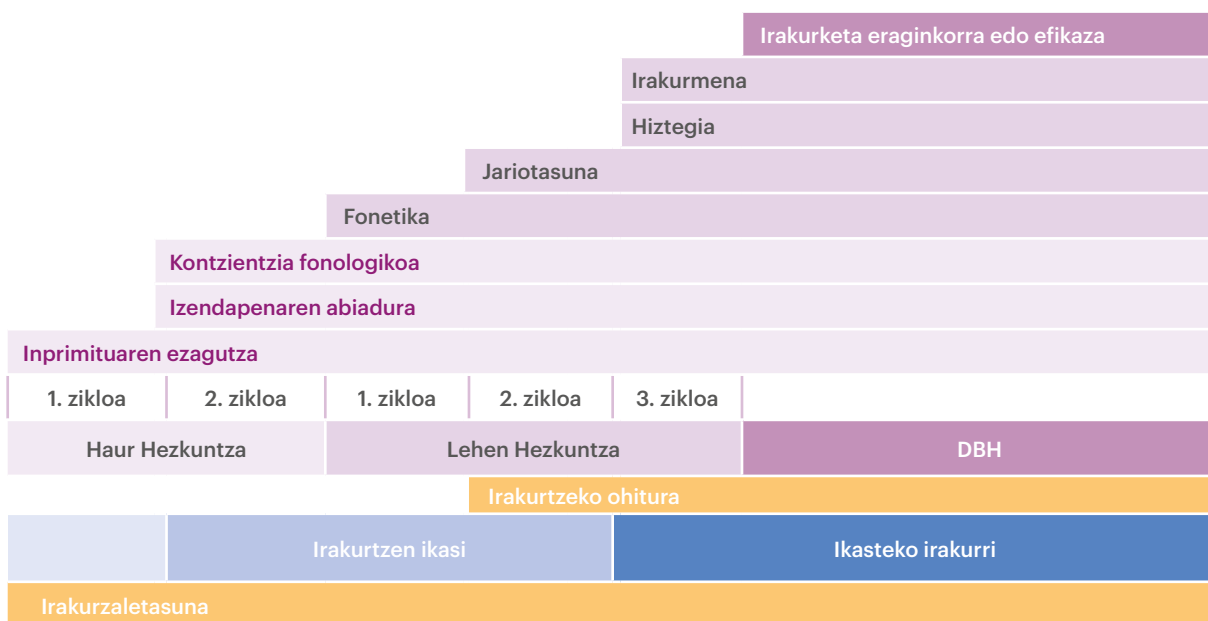 Irakurketa eraginkorra edo efikaza
Irakurmena
Hiztegia
Jariotasuna
Fonetika
Kontzientzia fonologikoa
Izendapenaren abiadura
Inprimituaren ezagutza
1. zikloa 2. zikloa 1. zikloa 2. zikloa 3. zikloa
Haur Hezkuntza Lehen Hezkuntza DBH
Irakurtzeko ohitura
Irakurtzen ikasi Ikasteko irakurri
Irakurzaletasuna